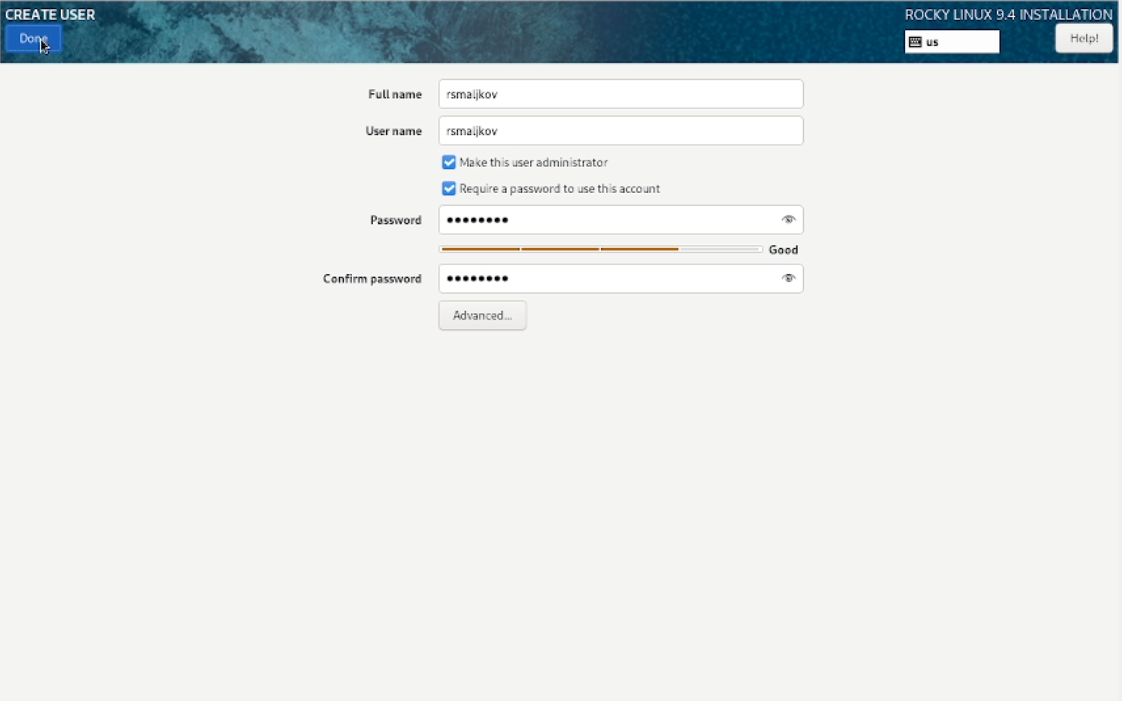 CREATE USER
ROCKY LINUX 9.4 INSTALLATION
Done
us
Help!
Full name
rsmaljkov
User name
rsmaljkov
Make this user administrator
Require a password to use this account
Password
●●●●●●●●
Good
Confirm password
●●●●●●●●
Advanced...